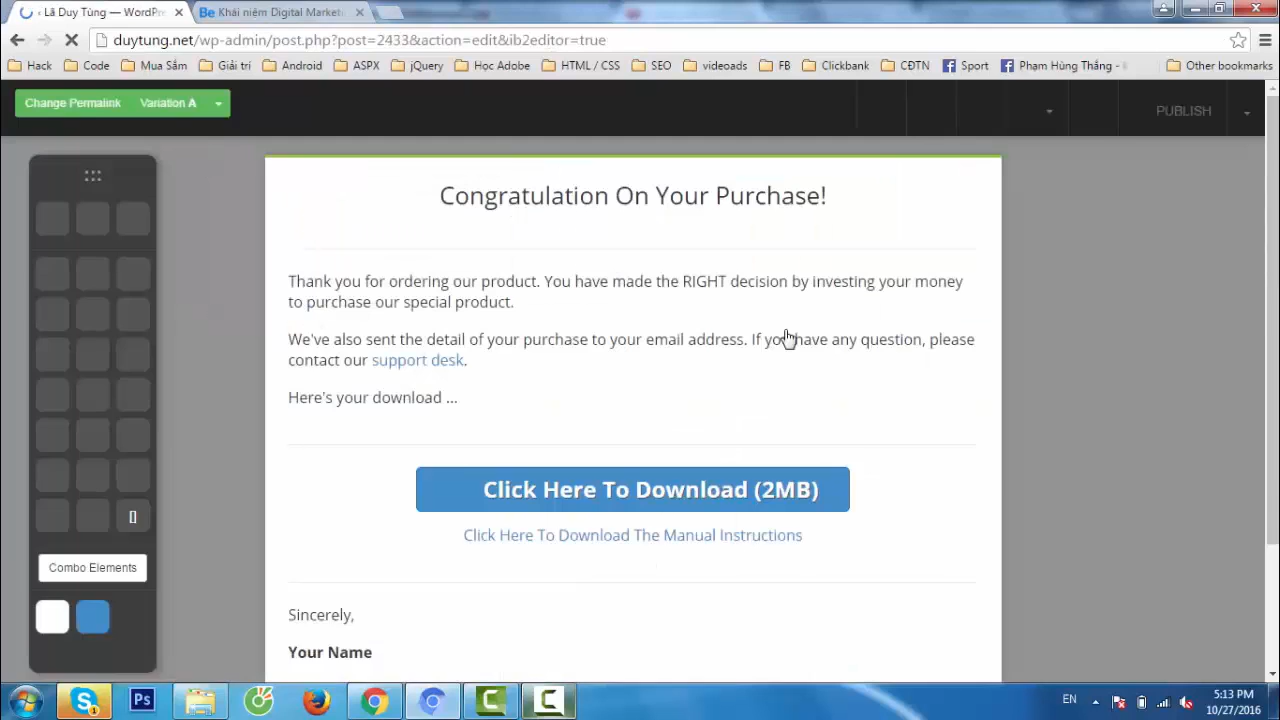 Lã Duy Tùng — WordPr
Be Khái niệm Digital Market
duytung.net/wp-admin/post.php?post=2433&action=edit&ib2editor=true
Hack Code Mua Sắm Giải trí Android ASPX jQuery Học Adobe HTML / CSS SEO videoads FB Clickbank CĐTN Sport Phạm Hùng Thắng - Other bookmarks
Change Permalink Variation A
PUBLISH
Congratulation On Your Purchase!
Thank you for ordering our product. You have made the RIGHT decision by investing your money
to purchase our special product.
We've also sent the detail of your purchase to your email address. If you have any question, please
contact our support desk.
Here's your download ...
Click Here To Download (2MB)
Click Here To Download The Manual Instructions
[]
Combo Elements
Sincerely,
Your Name
Ps
EN
5:13 PM
10/27/2016